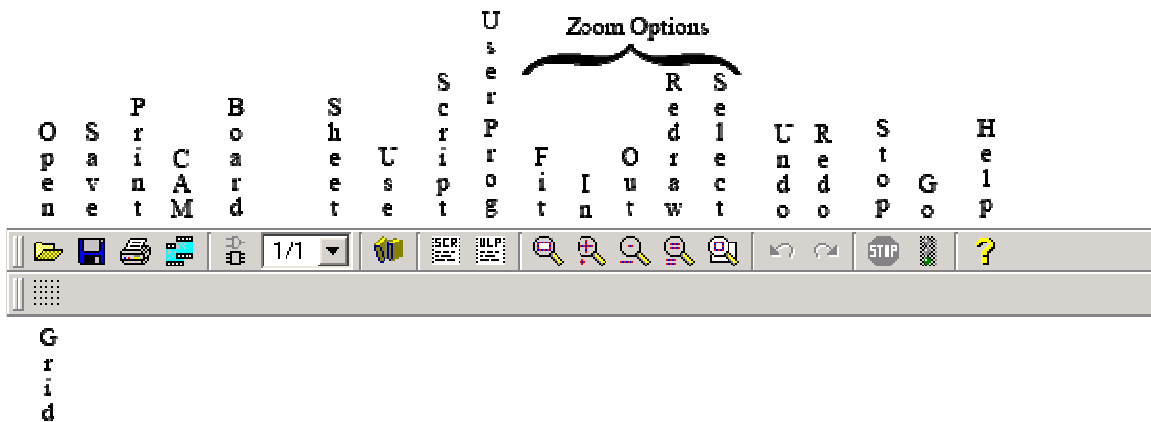 Zoom Options
Open
Save
Print
CAM
Board
Sheet
Use
Script
User Prog
Fit
In
Out
Redraw
Select
Undo
Redo
Stop
Go
Help
1/1
SCR
ULP
STOP
?
Grid